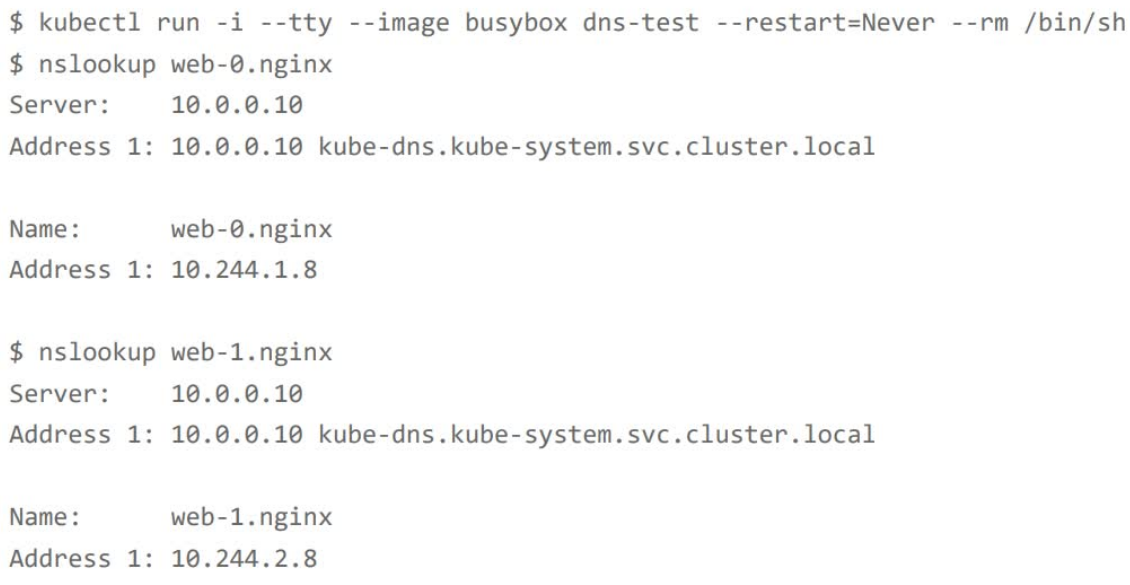 $ kubectl run -i --tty --image busybox dns-test --restart=Never --rm /bin/sh
$ nslookup web-0.nginx
Server:    10.0.0.10
Address 1: 10.0.0.10 kube-dns.kube-system.svc.cluster.local

Name:      web-0.nginx
Address 1: 10.244.1.8

$ nslookup web-1.nginx
Server:    10.0.0.10
Address 1: 10.0.0.10 kube-dns.kube-system.svc.cluster.local

Name:      web-1.nginx
Address 1: 10.244.2.8